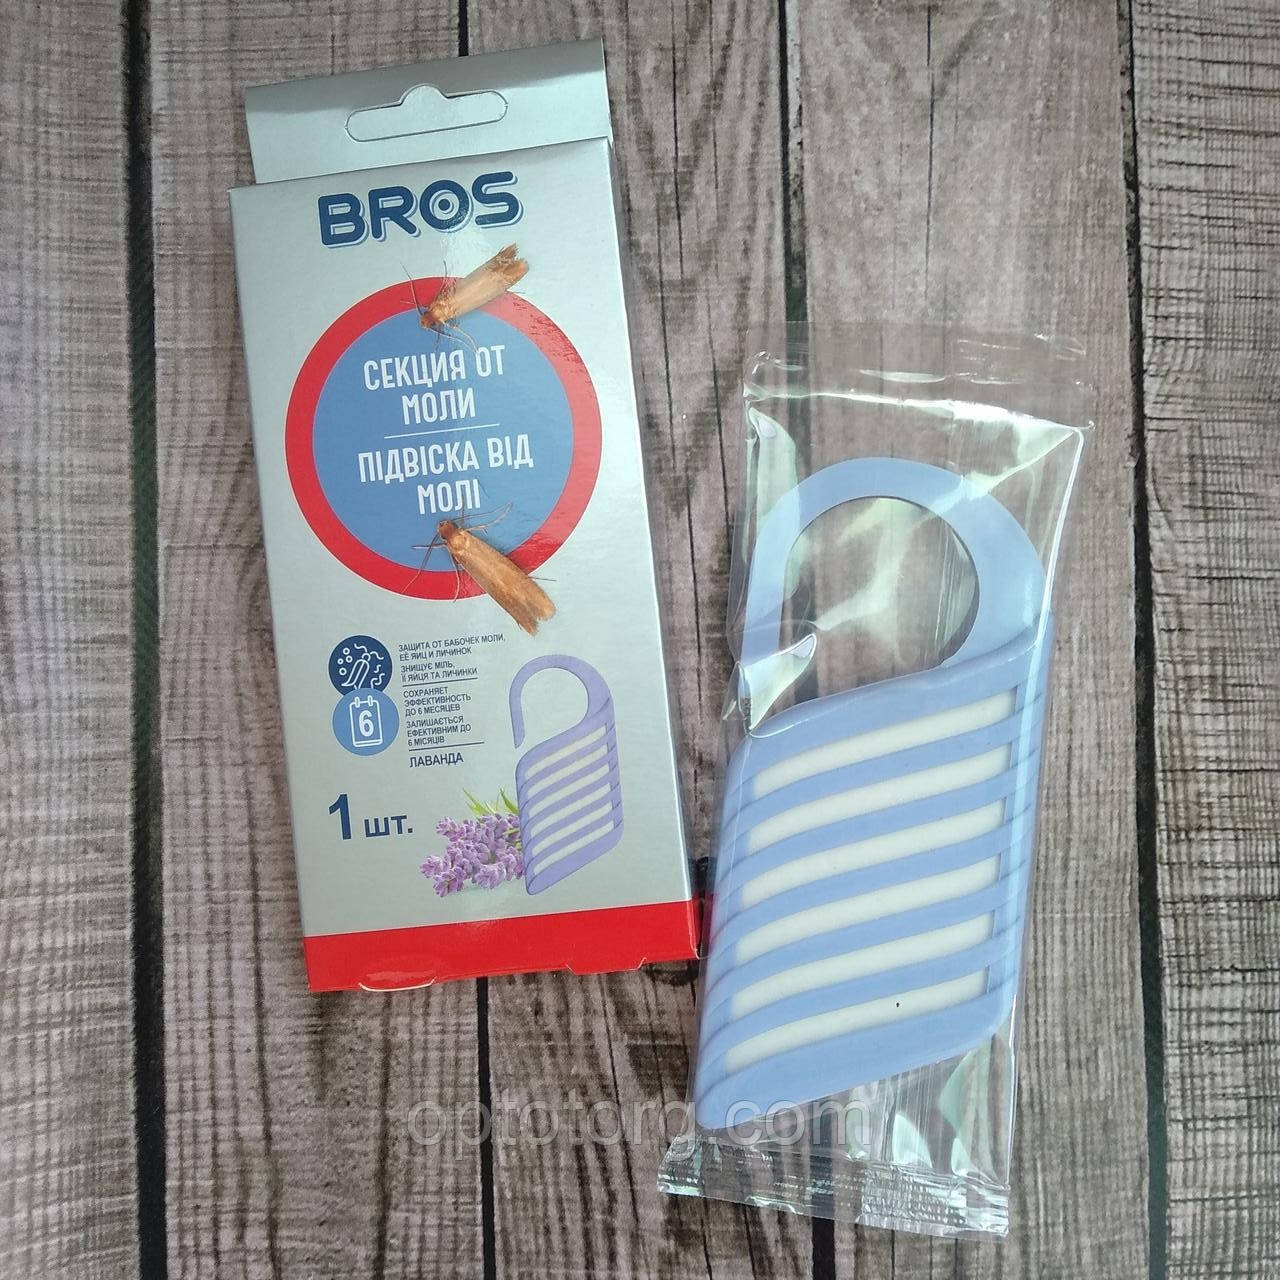 BROS
СЕКЦИЯ ОТ
МОЛИ
ПІДВІСКА ВІД
МОЛІ
ЗАЩИТА ОТ БАБОЧЕК МОЛИ,
ЕЁ ЯИЦ И ЛИЧИНОК
ЗНИЩУЄ МІЛЬ,
ЇЇ ЯЙЦЯ ТА ЛИЧИНКИ
6
СОХРАНЯЕТ
ЭФФЕКТИВНОСТЬ
ДО 6 МЕСЯЦЕВ
ЗАЛИШАЄТЬСЯ
ЕФЕКТИВНИМ ДО
6 МІСЯЦІВ
ЛАВАНДА
1 шт.
optotorg.com